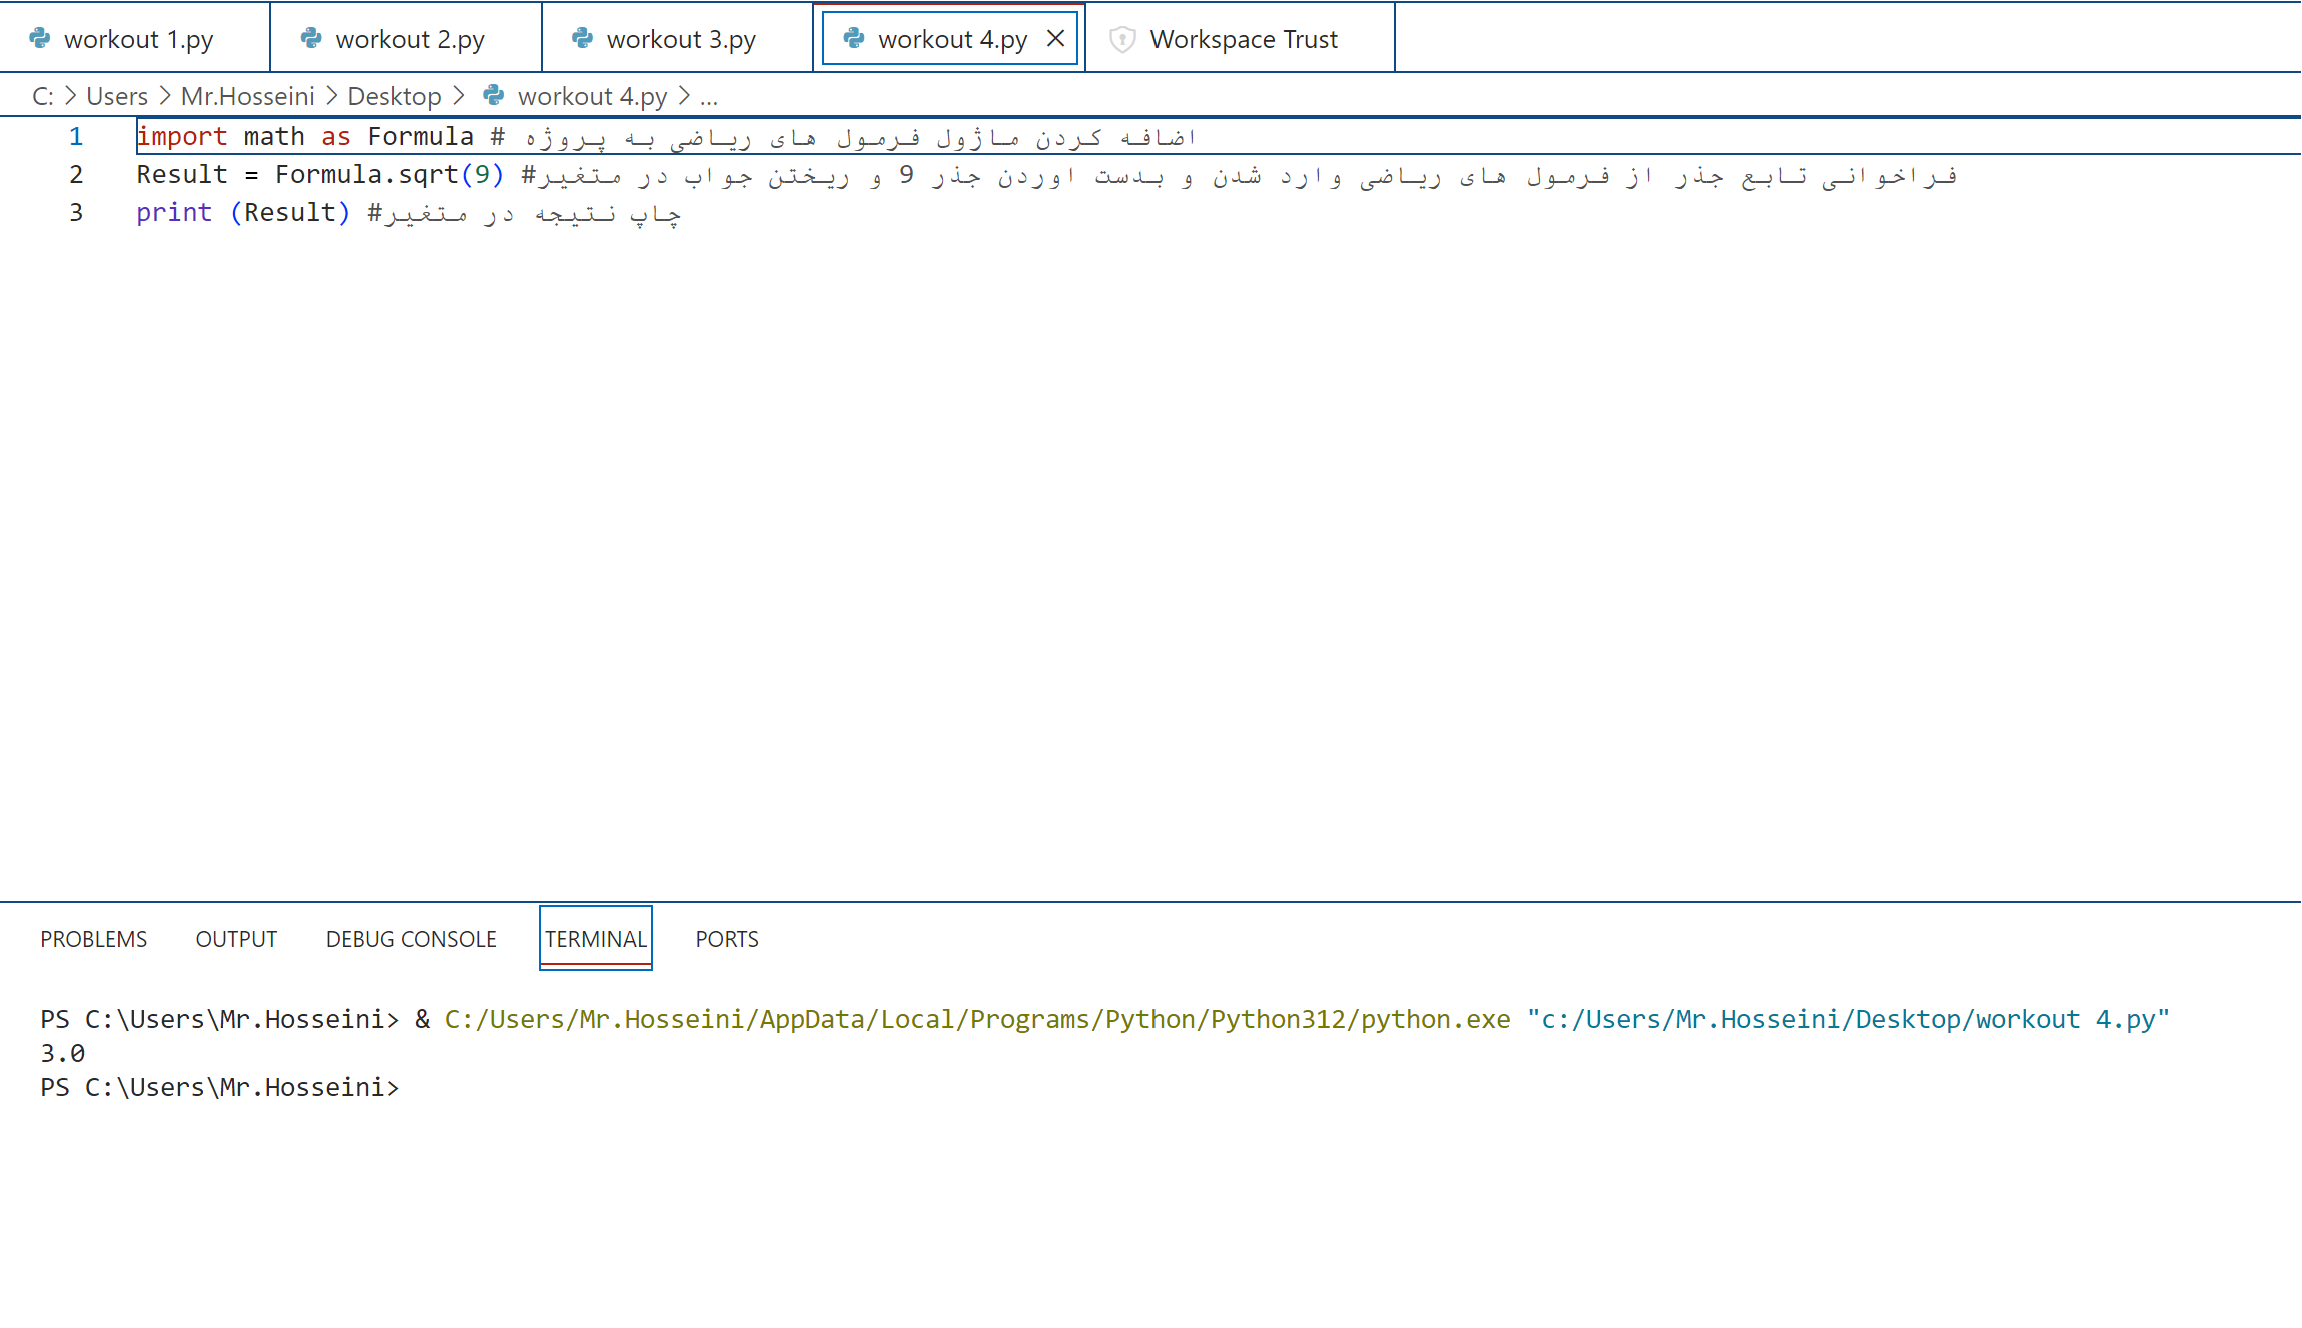 workout 1.py
workout 2.py
workout 3.py
workout 4.py
Workspace Trust
C: > Users > Mr.Hosseini > Desktop > workout 4.py > ...
1 import math as Formula # اضافه کردن ماژول فرمول های ریاضی به پروژه
2 Result = Formula.sqrt(9) #فراخوانی تابع جذر از فرمول های ریاضی وارد شدن و بدست اوردن جذر 9 و ریختن جواب در متغیر
3 print (Result) #چاپ نتیجه در متغیر
PROBLEMS
OUTPUT
DEBUG CONSOLE
TERMINAL
PORTS
PS C:\Users\Mr.Hosseini> & C:/Users/Mr.Hosseini/AppData/Local/Programs/Python/Python312/python.exe "c:/Users/Mr.Hosseini/Desktop/workout 4.py"
3.0
PS C:\Users\Mr.Hosseini>